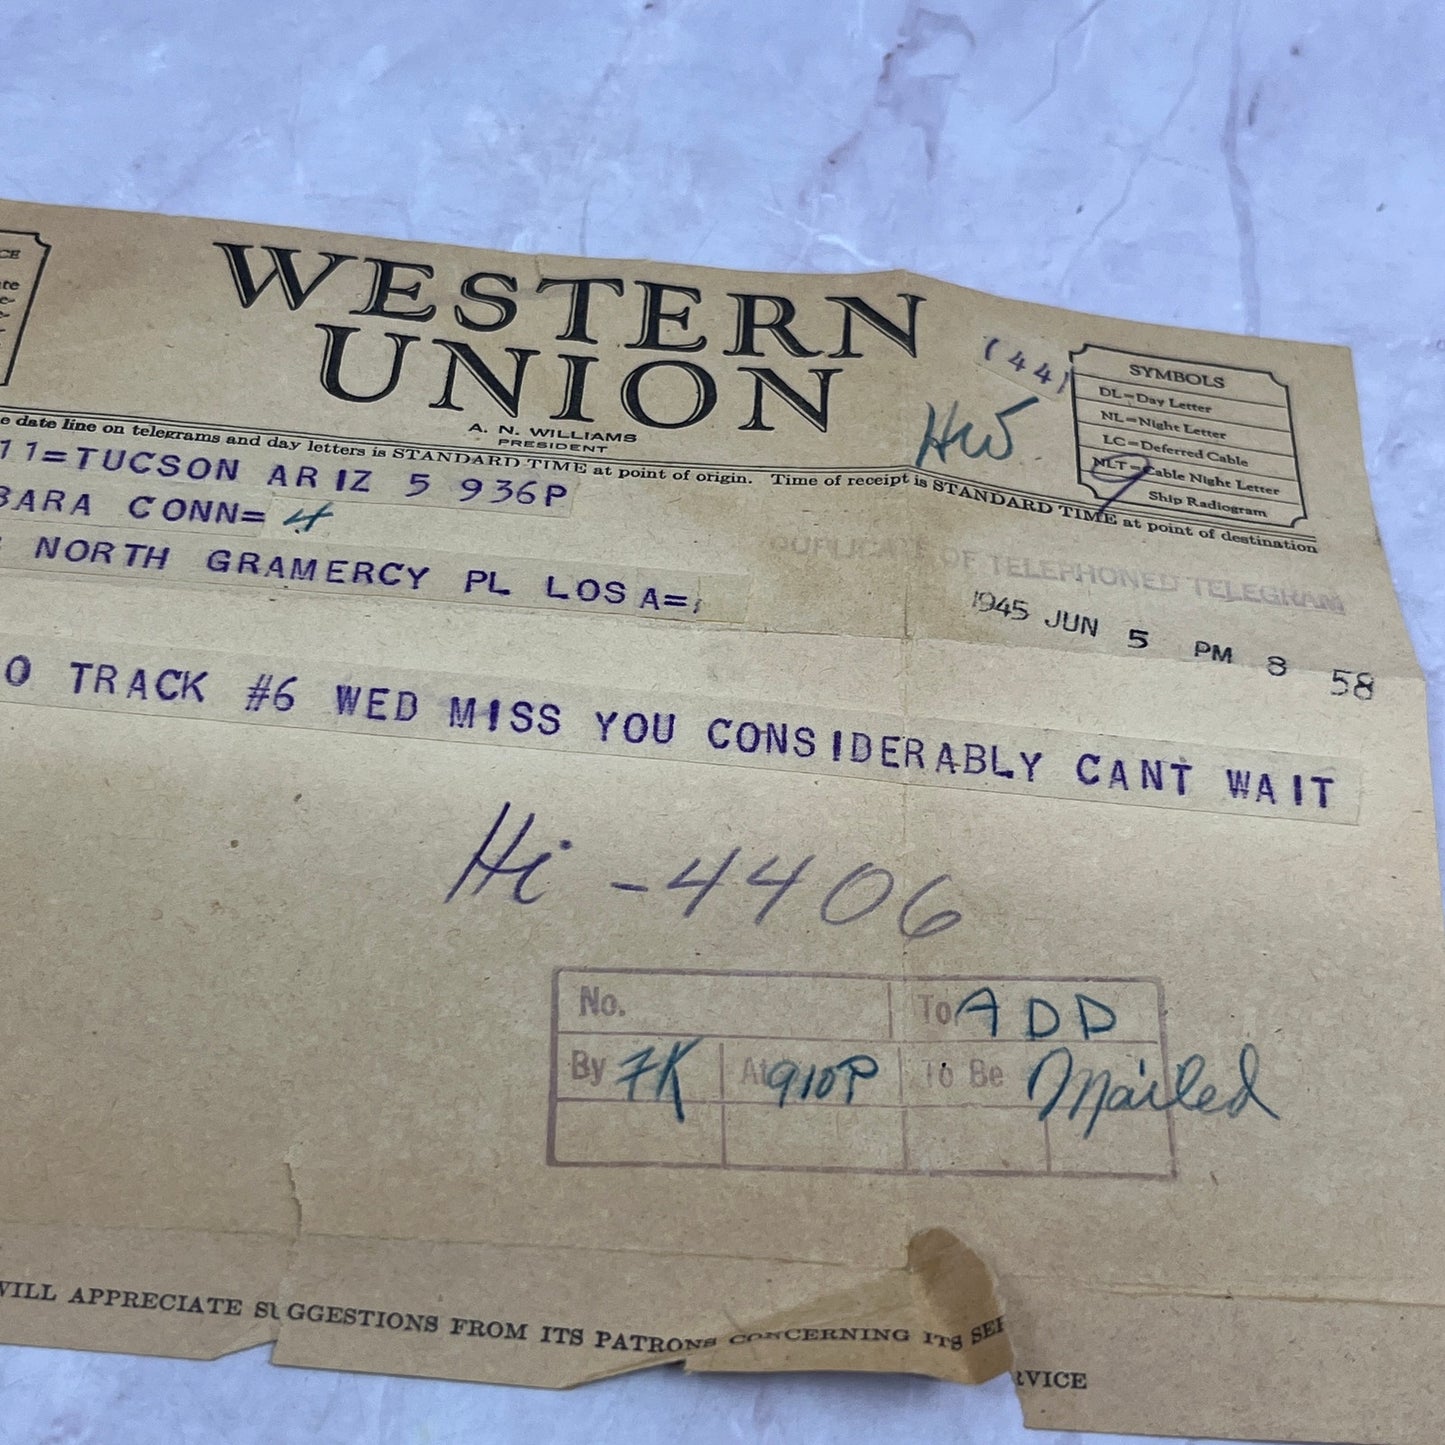 WESTERN
UNION
A. N. WILLIAMS
PRESIDENT
(44)
HW
SYMBOLS
DL=Day Letter
NL=Night Letter
LC=Deferred Cable
NLT=Cable Night Letter
Ship Radiogram
date line on telegrams and day letters is STANDARD TIME at point of origin. Time of receipt is STANDARD TIME at point of destination
11=TUCSON ARIZ 5 936P
BARA CONN= 4
NORTH GRAMERCY PL LOSA=
DUPLICATE OF TELEPHONED TELEGRAM
1945 JUN 5 PM 8 58
O TRACK #6 WED MISS YOU CONSIDERABLY CANT WAIT
Hi - 4406
No. To ADD
By FK At 910P To Be Mailed
WILL APPRECIATE SUGGESTIONS FROM ITS PATRONS CONCERNING ITS SERVICE